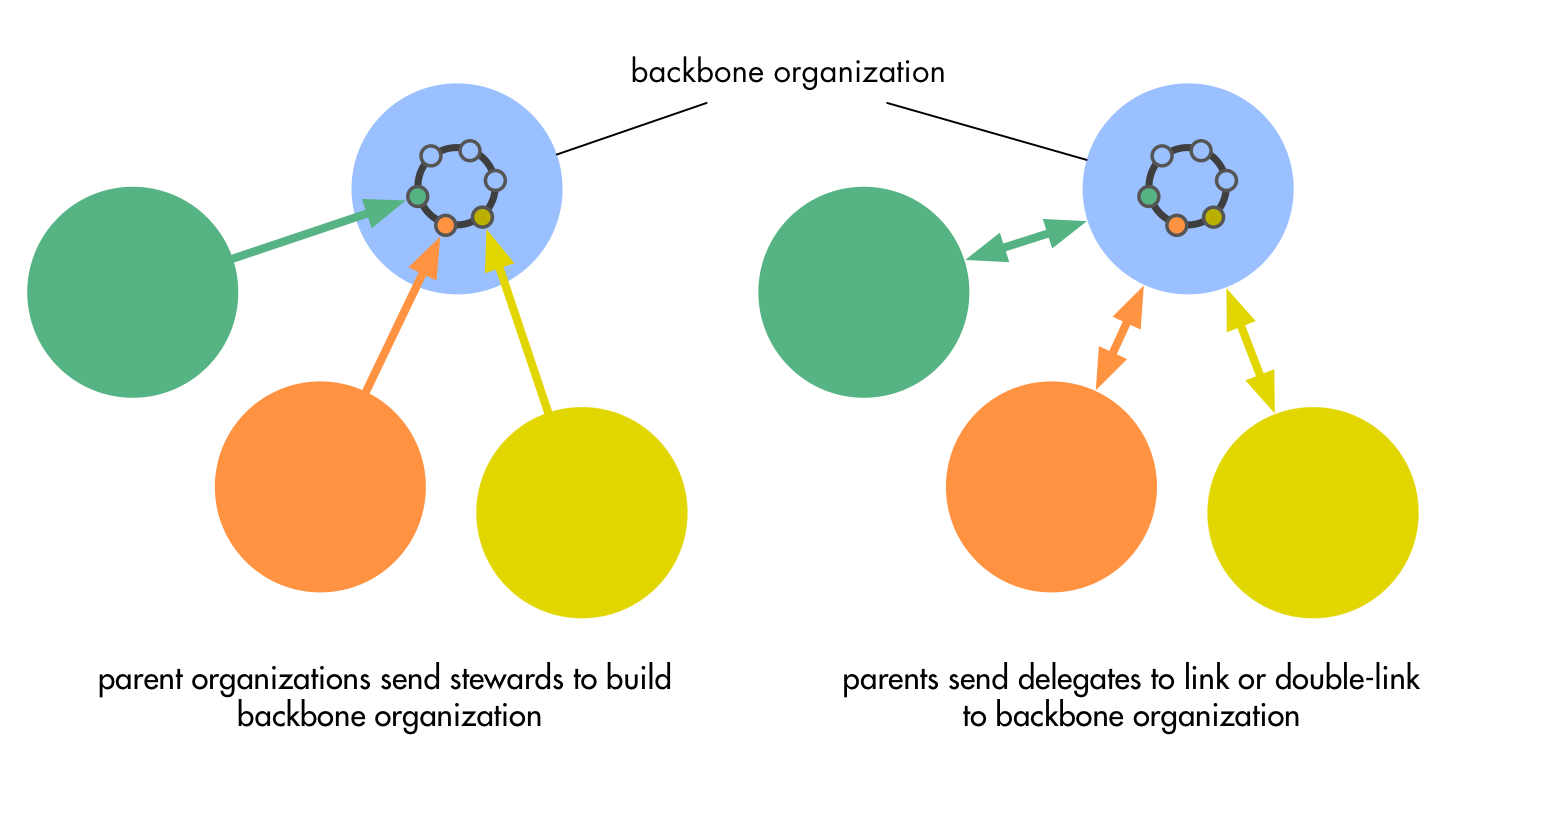 backbone organization
parent organizations send stewards to build
backbone organization
parents send delegates to link or double-link
to backbone organization